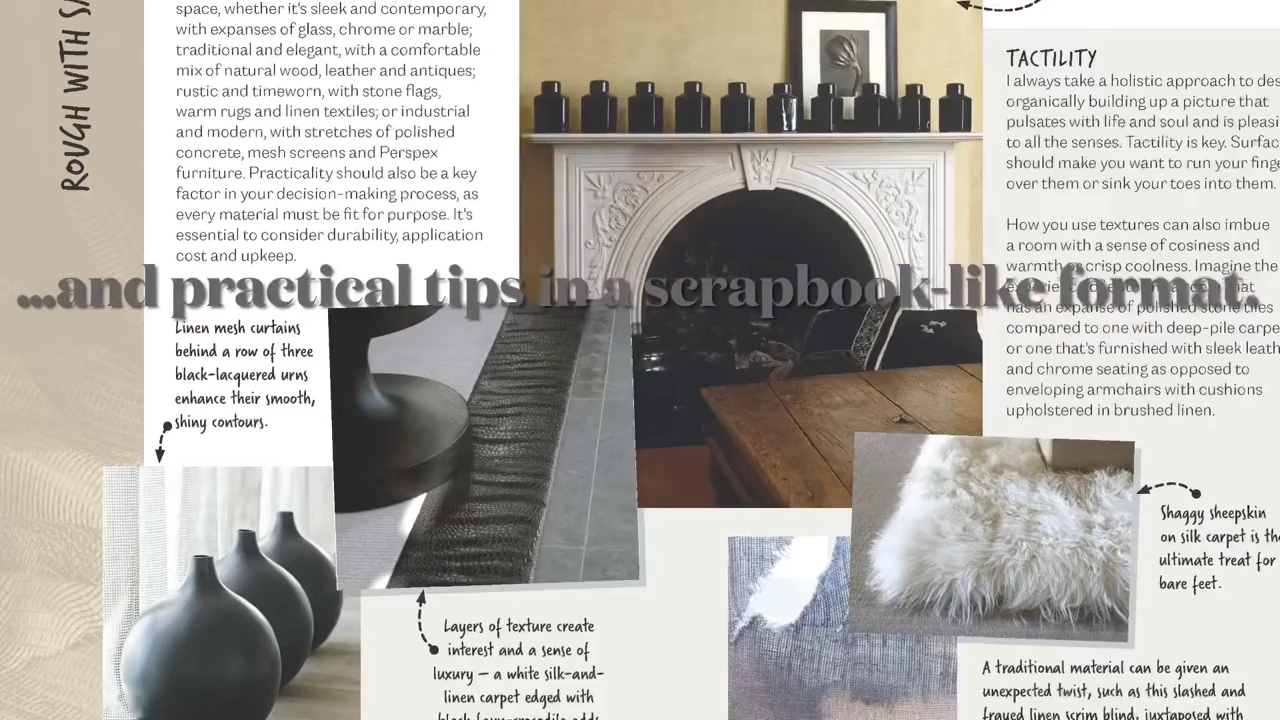 ROUGH WITH
space, whether it's sleek and contemporary,
with expanses of glass, chrome or marble;
traditional and elegant, with a comfortable
mix of natural wood, leather and antiques;
rustic and timeworn, with stone flags,
warm rugs and linen textiles; or industrial
and modern, with stretches of polished
concrete, mesh screens and Perspex
furniture. Practicality should also be a key
factor in your decision-making process, as
every material must be fit for purpose. It's
essential to consider durability, application
cost and upkeep.
TACTILITY
I always take a holistic approach to
organically building up a picture that
pulsates with life and soul and is
to all the senses. Tactility is key.
should make you want to run your
over them or sink your toes into them.
How you use textures can also imbue
a room with a sense of cosiness and
warmth or crisp coolness. Imagine the
that
has an expanse of polished stone tiles
compared to one with deep-pile
or one that's furnished with sleek
and chrome seating as opposed to
enveloping armchairs with cushions
upholstered in brushed linen.
...and practical tips in a scrapbook-like format.
Linen mesh curtains
behind a row of three
black-lacquered urns
enhance their smooth,
shiny contours.
Layers of texture create
interest and a sense of
luxury – a white silk-and-
linen carpet edged with
Shaggy sheepskin
on silk carpet is
ultimate treat for
bare feet.
A traditional material can be given an
unexpected twist, such as this slashed and
frayed linen scrim blind, juxtaposed with